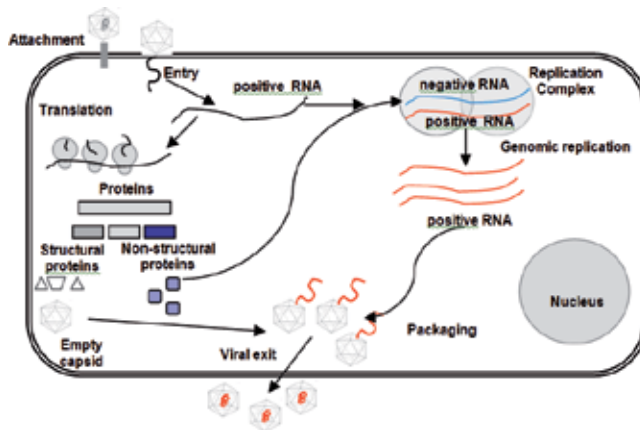 Attachment
Entry
positive RNA
negative RNA
positive RNA
Replication
Complex
Translation
Genomic replication
Proteins
positive RNA
Structural
proteins
Non-structural
proteins
Nucleus
Empty
capsid
Viral exit
Packaging